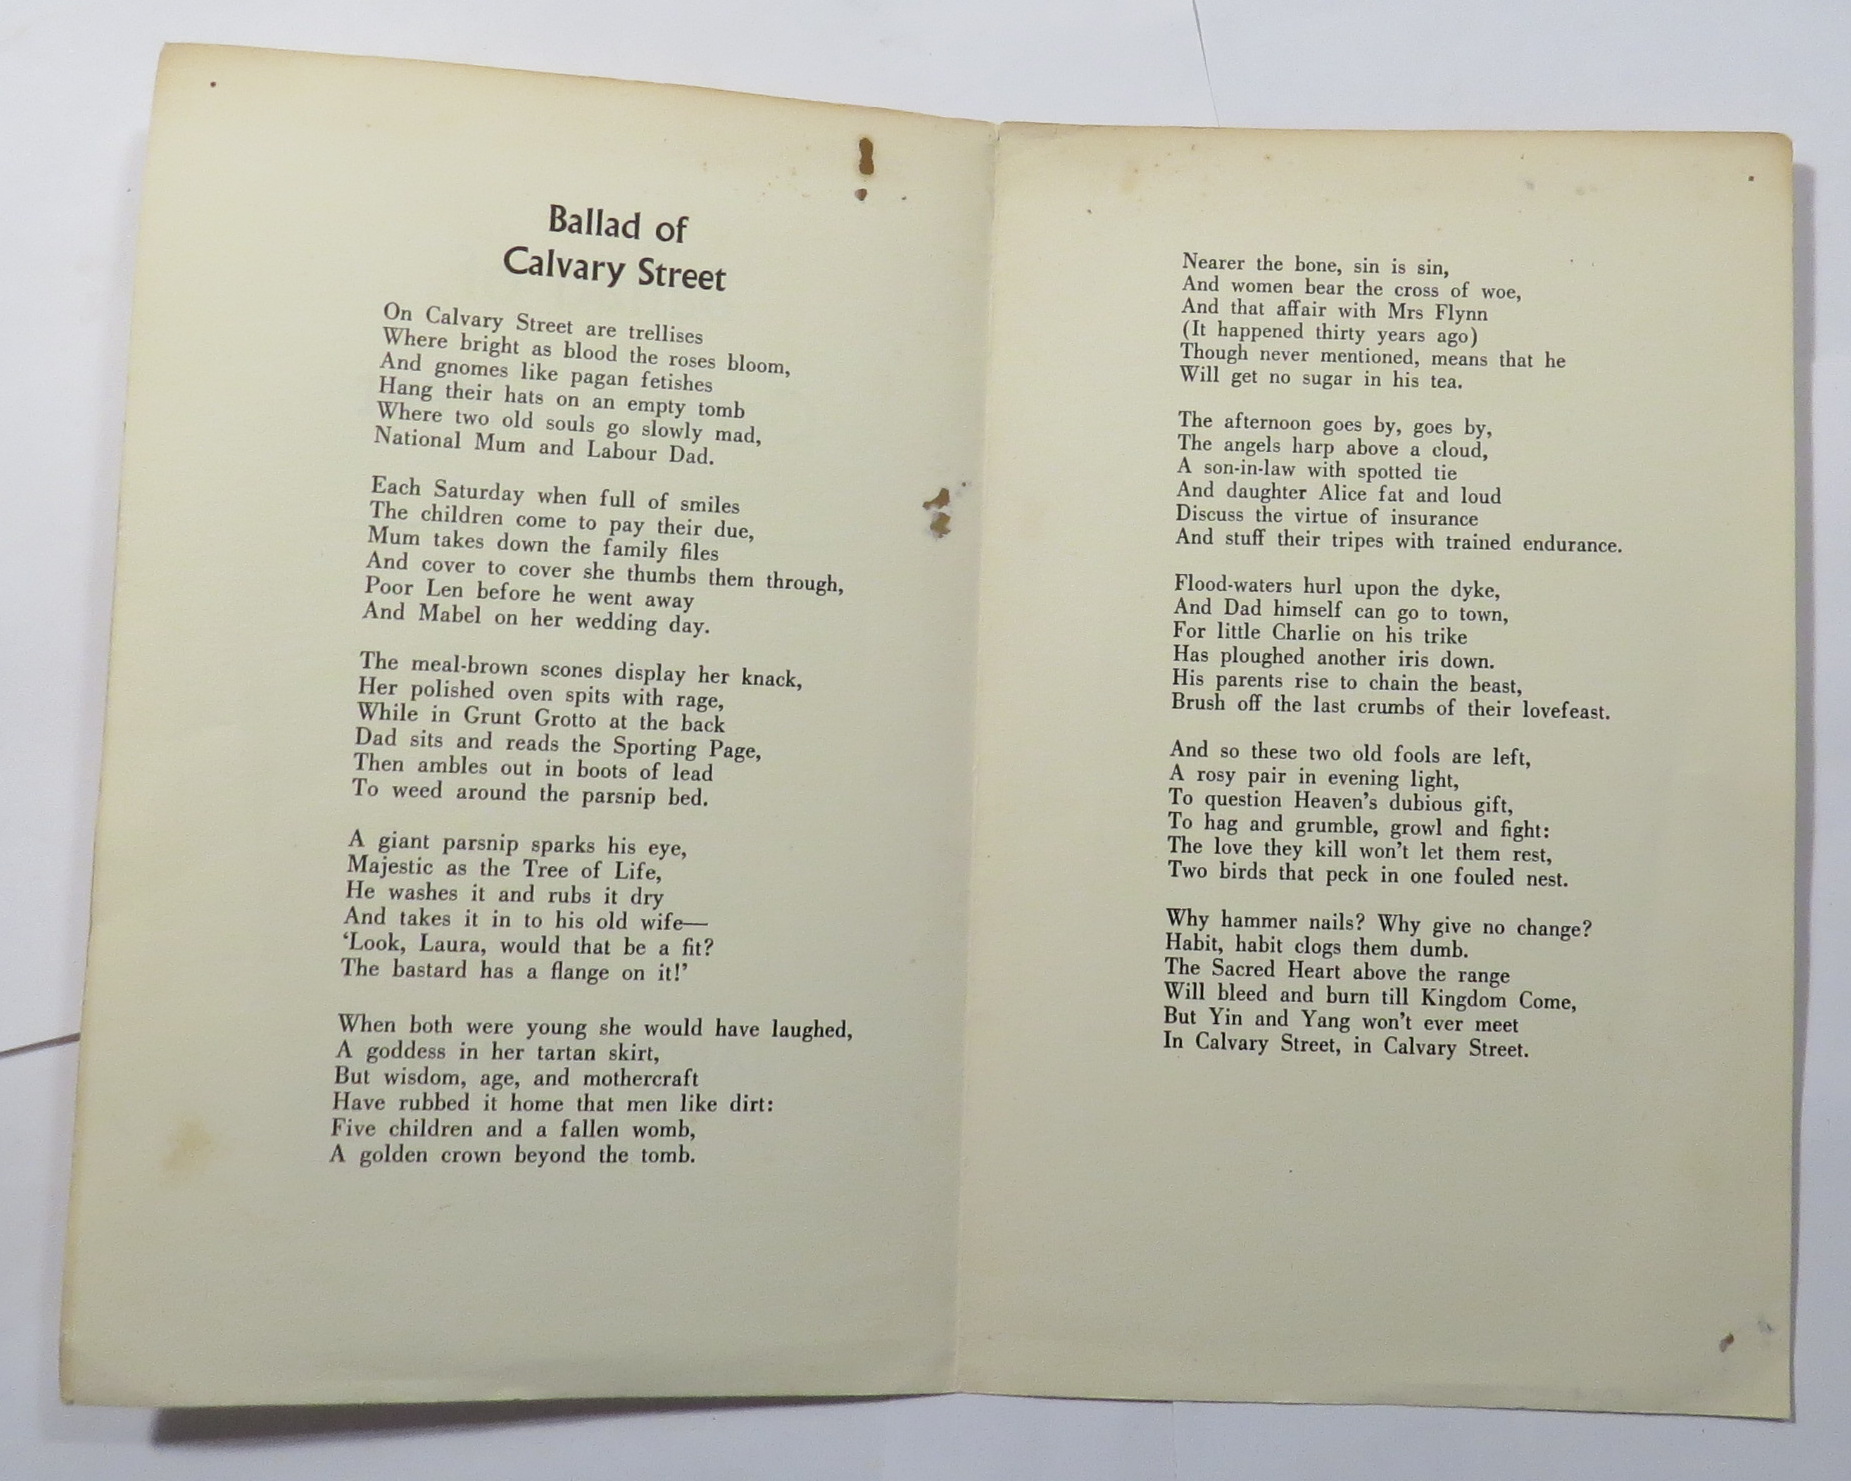 Ballad of
Calvary Street
On Calvary Street are trellises
Where bright as blood the roses bloom,
And gnomes like pagan fetishes
Hang their hats on an empty tomb
Where two old souls go slowly mad,
National Mum and Labour Dad.
Each Saturday when full of smiles
The children come to pay their due,
Mum takes down the family files
And cover to cover she thumbs them through,
Poor Len before he went away
And Mabel on her wedding day.
The meal-brown scones display her knack,
Her polished oven spits with rage,
While in Grunt Grotto at the back
Dad sits and reads the Sporting Page,
Then ambles out in boots of lead
To weed around the parsnip bed.
A giant parsnip sparks his eye,
Majestic as the Tree of Life,
He washes it and rubs it dry
And takes it in to his old wife—
‘Look, Laura, would that be a fit?
The bastard has a flange on it!’
When both were young she would have laughed,
A goddess in her tartan skirt,
But wisdom, age, and mothercraft
Have rubbed it home that men like dirt:
Five children and a fallen womb,
A golden crown beyond the tomb.
Nearer the bone, sin is sin,
And women bear the cross of woe,
And that affair with Mrs Flynn
(It happened thirty years ago)
Though never mentioned, means that he
Will get no sugar in his tea.
The afternoon goes by, goes by,
The angels harp above a cloud,
A son-in-law with spotted tie
And daughter Alice fat and loud
Discuss the virtue of insurance
And stuff their tripes with trained endurance.
Flood-waters hurl upon the dyke,
And Dad himself can go to town,
For little Charlie on his trike
Has ploughed another iris down.
His parents rise to chain the beast,
Brush off the last crumbs of their lovefeast.
And so these two old fools are left,
A rosy pair in evening light,
To question Heaven’s dubious gift,
To hag and grumble, growl and fight:
The love they kill won’t let them rest,
Two birds that peck in one fouled nest.
Why hammer nails? Why give no change?
Habit, habit clogs them dumb.
The Sacred Heart above the range
Will bleed and burn till Kingdom Come,
But Yin and Yang won’t ever meet
In Calvary Street, in Calvary Street.